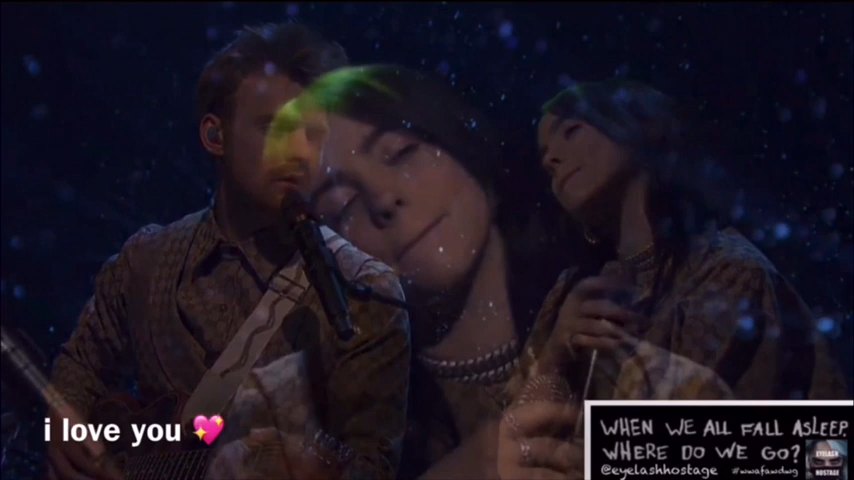 i love you 💖
WHEN WE ALL FALL ASLEEP,
WHERE DO WE GO?
@eyelashhostage #wwafawdwg
EYELASH
HOSTAGE